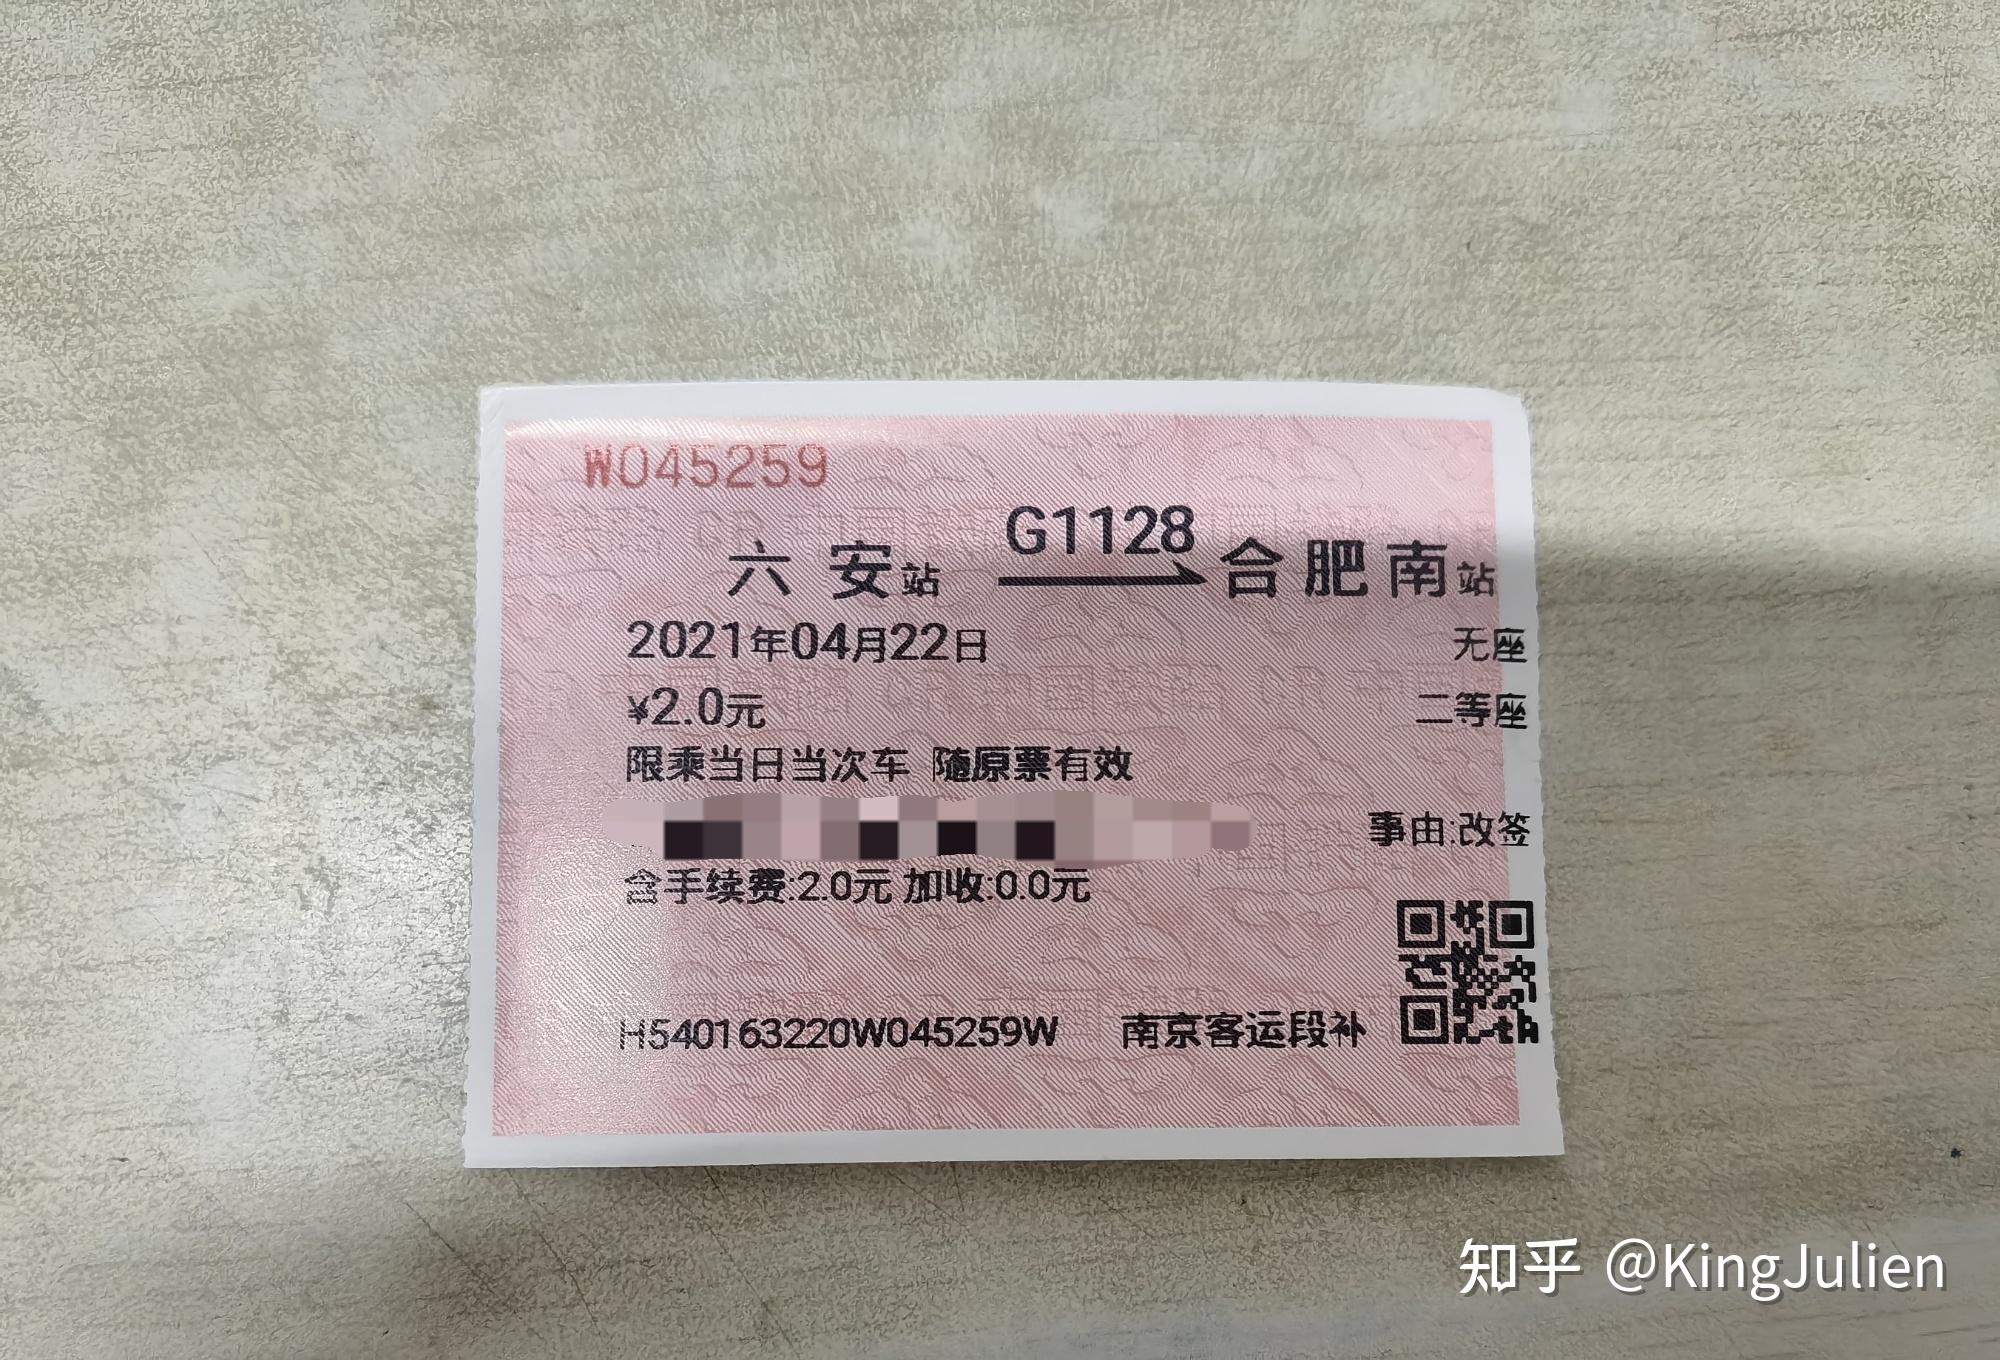 W045259
G1128
六安站 合肥南站
2021年04月22日 无座
¥2.0元 二等座
限乘当日当次车 随原票有效
事由:改签
含手续费:2.0元 加收:0.0元
H540163220W045259W 南京客运段补
知乎 @KingJulien